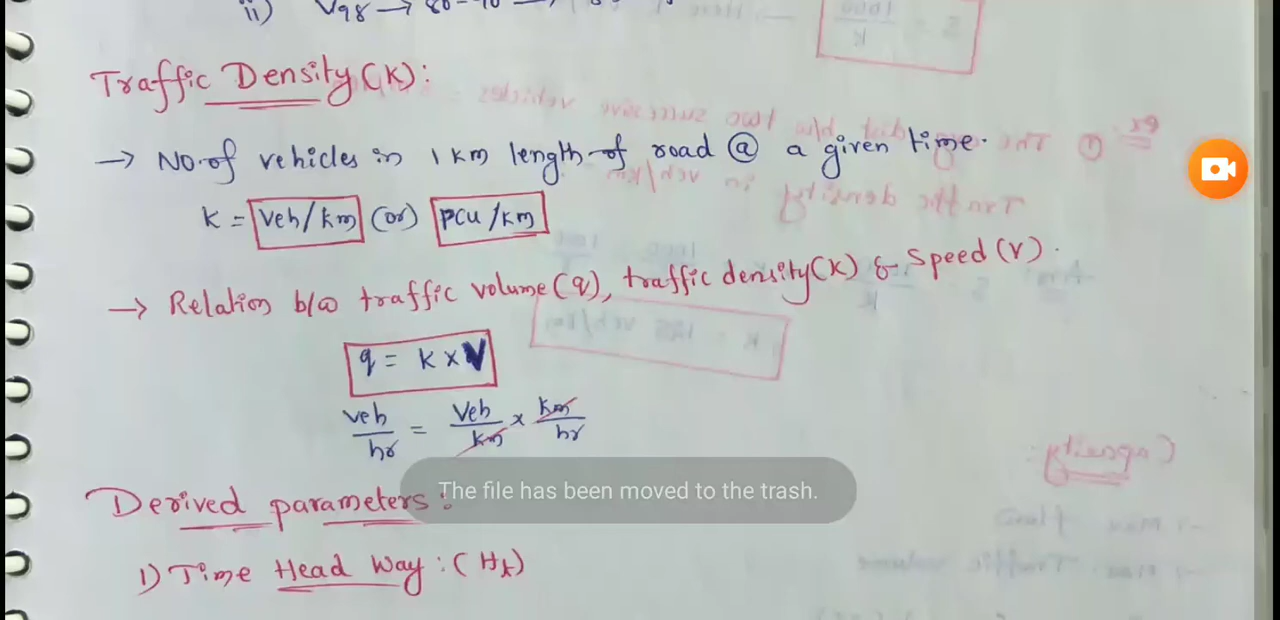 ii) V98 → 80-90 →
Traffic Density (K):
→ No. of vehicles in 1 km length of road @ a given time.
K = Veh/km (or) PCU/km
→ Relation b/w traffic volume (q), traffic density (K) & Speed (V).
q = K × V
veh/hr = Veh/km × km/hr
The file has been moved to the trash.
Derived parameters:
1) Time Head Way: (Ht)